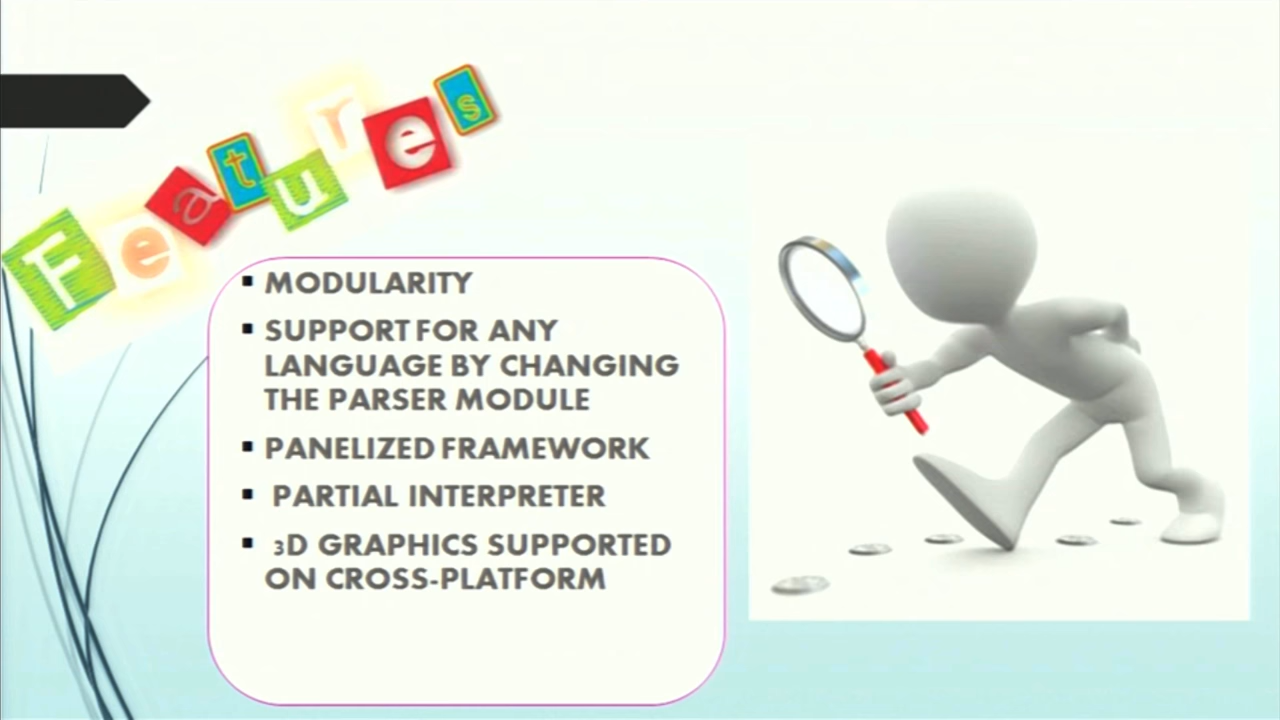 Features
▪ MODULARITY
▪ SUPPORT FOR ANY
LANGUAGE BY CHANGING
THE PARSER MODULE
▪ PANELIZED FRAMEWORK
▪ PARTIAL INTERPRETER
▪ 3D GRAPHICS SUPPORTED
ON CROSS-PLATFORM